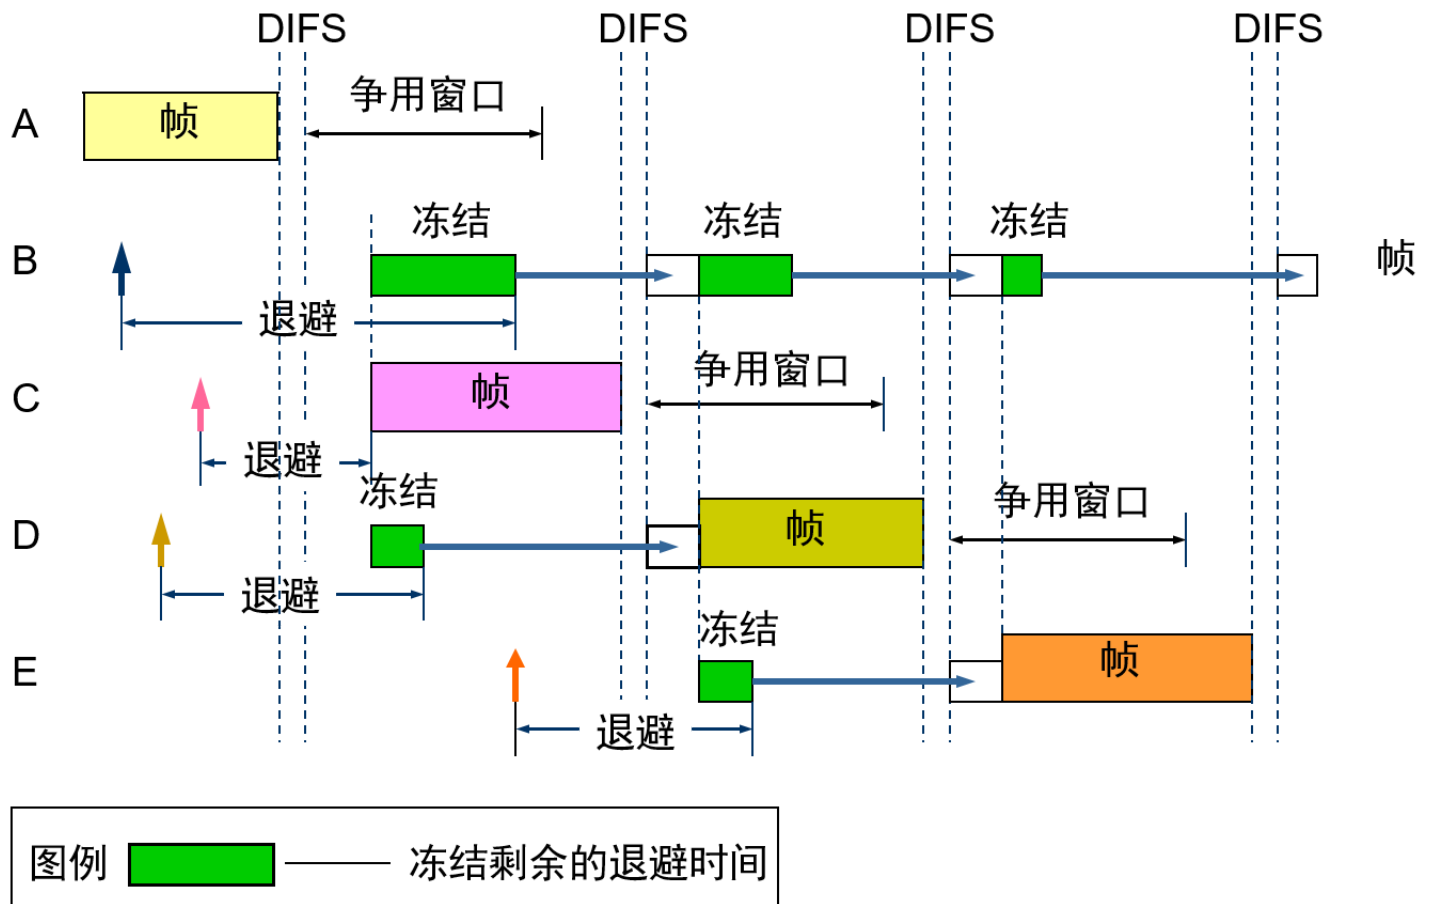 DIFS DIFS DIFS DIFS
A 帧 争用窗口
冻结 冻结 冻结
B 帧
退避
C 帧 争用窗口
退避
冻结
D 帧 争用窗口
退避
冻结
E 帧
退避
图例 冻结剩余的退避时间